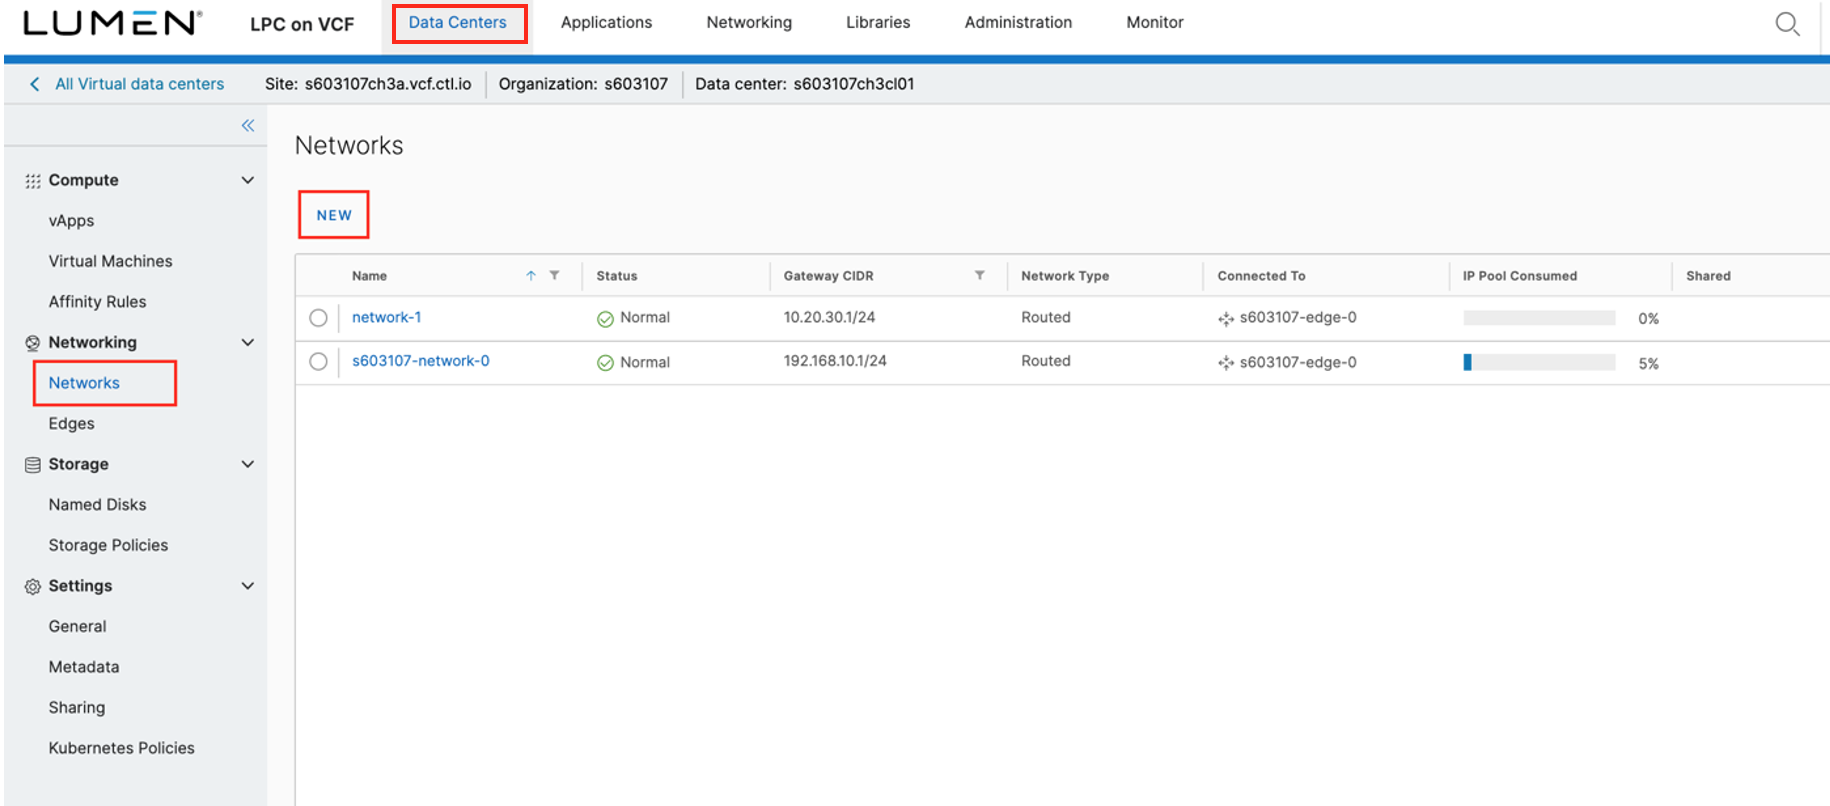 LUMEN® LPC on VCF Data Centers Applications Networking Libraries Administration Monitor
All Virtual data centers Site: s603107ch3a.vcf.ctl.io Organization: s603107 Data center: s603107ch3cl01
Compute
vApps
Virtual Machines
Affinity Rules
Networking
Networks
Edges
Storage
Named Disks
Storage Policies
Settings
General
Metadata
Sharing
Kubernetes Policies
Networks
NEW
Name Status Gateway CIDR Network Type Connected To IP Pool Consumed Shared
network-1 Normal 10.20.30.1/24 Routed s603107-edge-0 0%
s603107-network-0 Normal 192.168.10.1/24 Routed s603107-edge-0 5%